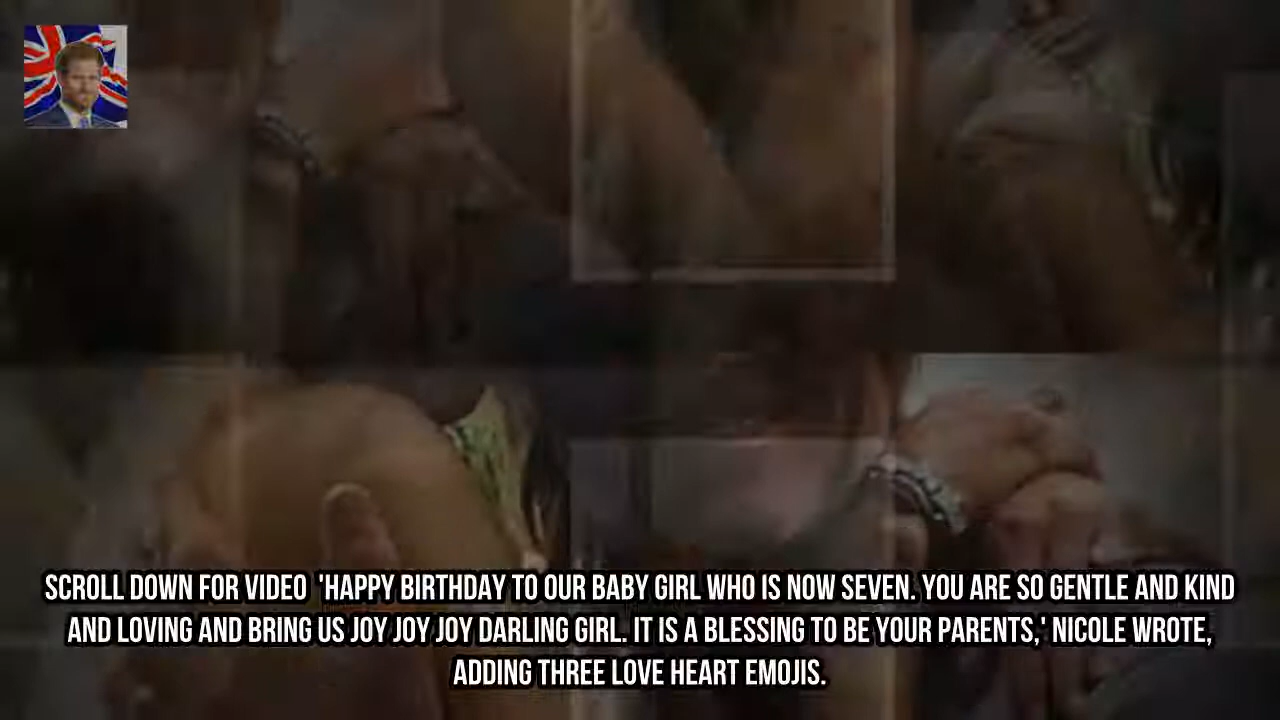 SCROLL DOWN FOR VIDEO 'HAPPY BIRTHDAY TO OUR BABY GIRL WHO IS NOW SEVEN. YOU ARE SO GENTLE AND KIND
AND LOVING AND BRING US JOY JOY JOY DARLING GIRL. IT IS A BLESSING TO BE YOUR PARENTS,' NICOLE WROTE,
ADDING THREE LOVE HEART EMOJIS.